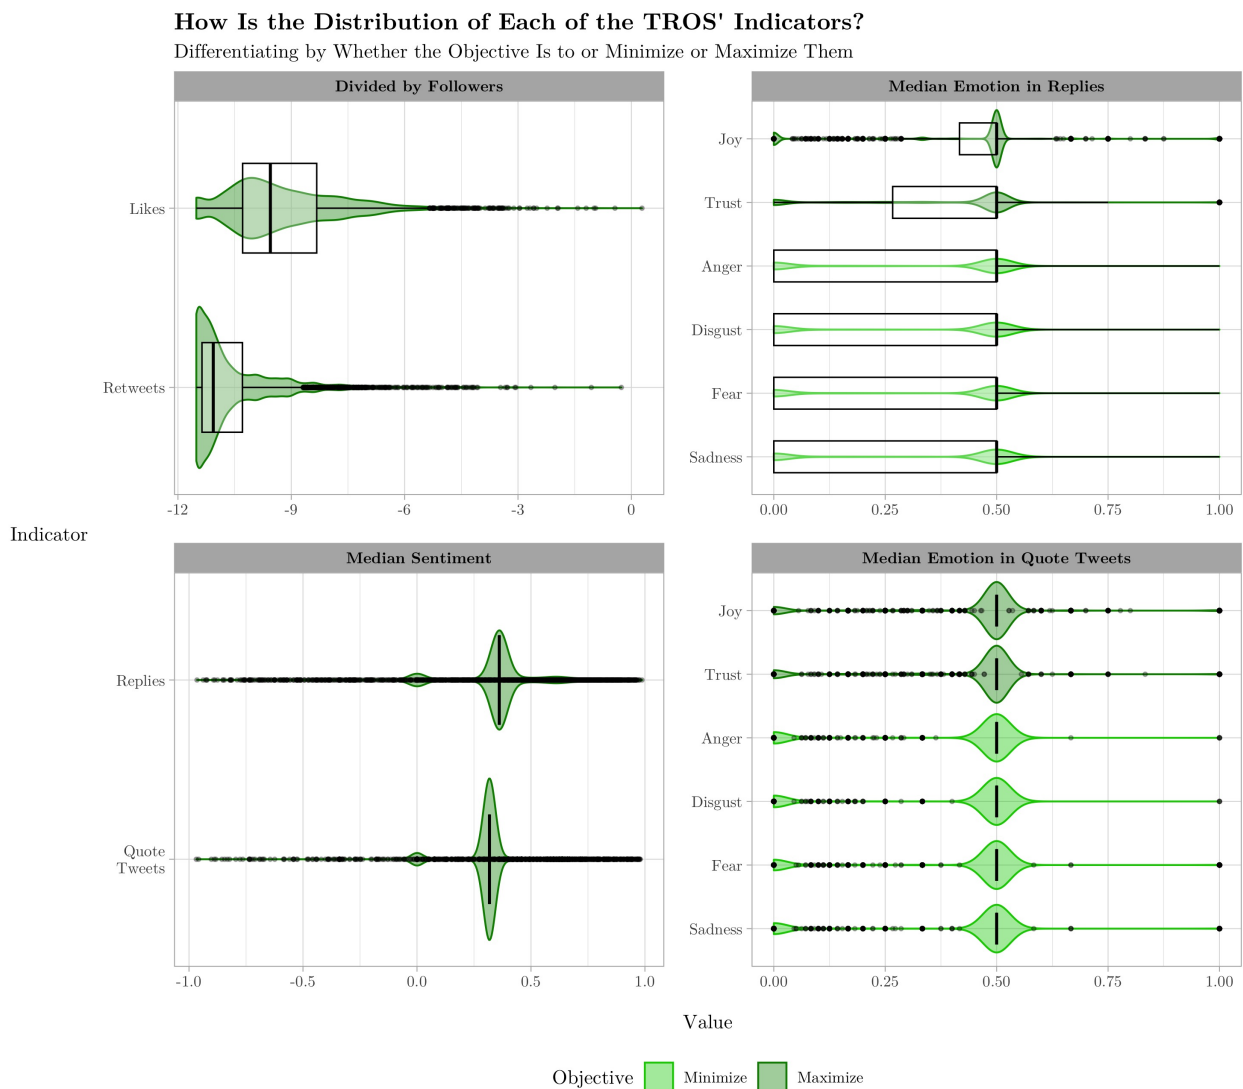 How Is the Distribution of Each of the TROS' Indicators?
Differentiating by Whether the Objective Is to or Minimize or Maximize Them
Divided by Followers
Likes
Retweets
-12 -9 -6 -3 0
Median Emotion in Replies
Joy
Trust
Anger
Disgust
Fear
Sadness
0.00 0.25 0.50 0.75 1.00
Indicator
Median Sentiment
Replies
Quote
Tweets
-1.0 -0.5 0.0 0.5 1.0
Median Emotion in Quote Tweets
Joy
Trust
Anger
Disgust
Fear
Sadness
0.00 0.25 0.50 0.75 1.00
Value
Objective Minimize Maximize